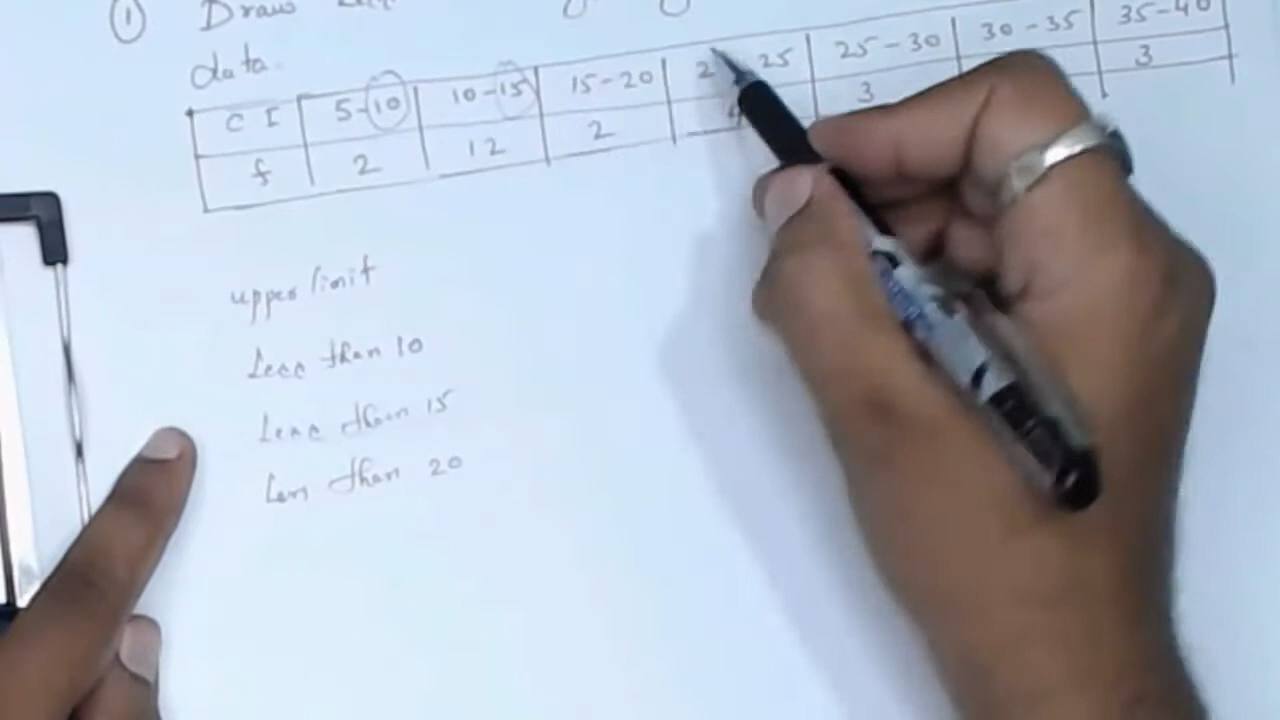 ① Draw
data.
C I 5-10 10-15 15-20 25 25-30 30-35 35-40
f 2 12 2 3 3
upper limit
Less than 10
Less than 15
Less than 20